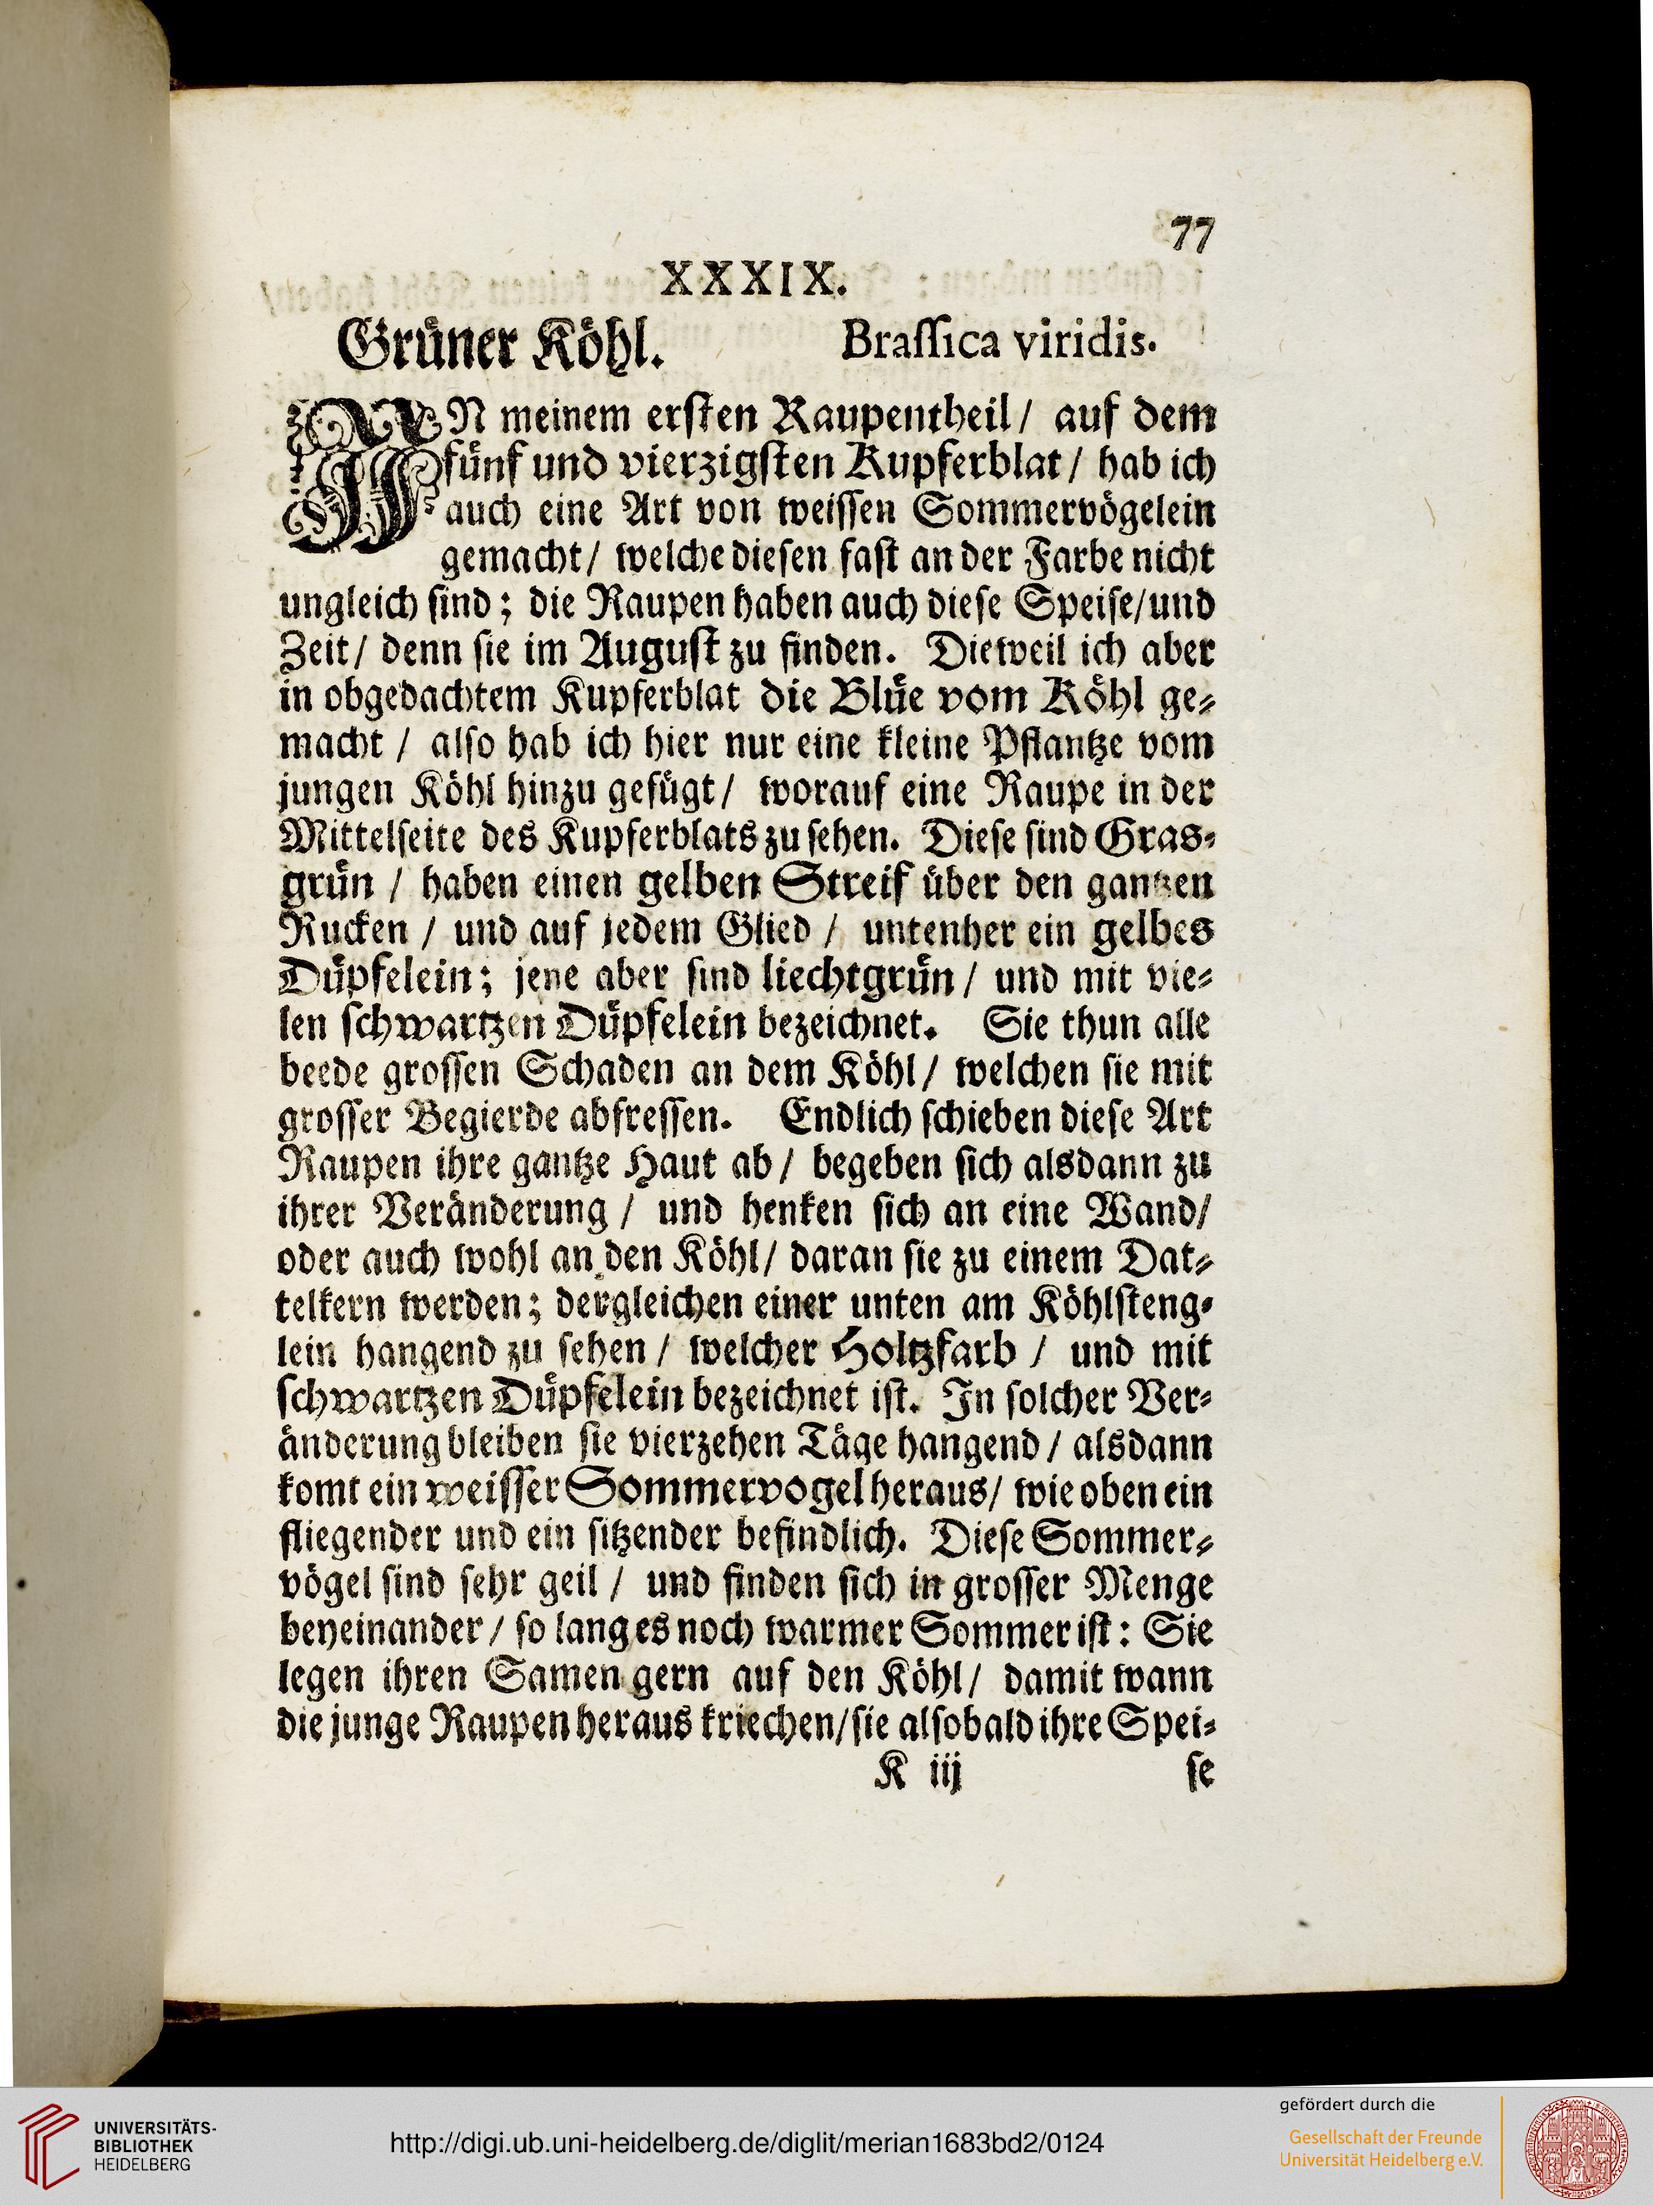 77
XXXIX.
Grüner Köhl. Braſſica viridis.
IN meinem erſten Raupentheil / auf dem
fünf und vierzigſten Kupferblat / hab ich
auch eine Art von weiſſen Sommervögelein
gemacht / welche dieſen faſt an der Farbe nicht
ungleich ſind; die Raupen haben auch dieſe Speiſe / und
Zeit / denn ſie im Auguſt zu finden. Dieweil ich aber
in obgedachtem Kupferblat die Blüe vom Köhl ge⸗
macht / alſo hab ich hier nur eine kleine Pflantze vom
jungen Köhl hinzu gefügt / worauf eine Raupe in der
Mittelſeite des Kupferblats zu ſehen. Dieſe ſind Gras⸗
grün / haben einen gelben Streif über den gantzen
Rucken / und auf jedem Glied / untenher ein gelbes
Düpfelein; jene aber ſind liechtgrün / und mit vie⸗
len ſchwartzen Düpfelein bezeichnet. Sie thun alle
beede groſſen Schaden an dem Köhl / welchen ſie mit
groſſer Begierde abfreſſen. Endlich ſchieben dieſe Art
Raupen ihre gantze Haut ab / begeben ſich alsdann zu
ihrer Veränderung / und henken ſich an eine Wand /
oder auch wohl an den Köhl / daran ſie zu einem Dat⸗
telkern werden; dergleichen einer unten am Köhlſteng⸗
lein hangend zu ſehen / welcher Holtzfarb / und mit
ſchwartzen Düpfelein bezeichnet iſt. In ſolcher Ver⸗
änderung bleiben ſie vierzehen Täge hangend / alsdann
komt ein weiſſer Sommervogel heraus / wie oben ein
fliegender und ein ſitzender befindlich. Dieſe Sommer⸗
vögel ſind ſehr geil / und finden ſich in groſſer Menge
beyeinander / ſo lang es noch warmer Sommer iſt: Sie
legen ihren Samen gern auf den Köhl / damit wann
die junge Raupen heraus kriechen / ſie alſobald ihre Spei⸗
K iij ſe
UNIVERSITÄTS-
BIBLIOTHEK
HEIDELBERG
http://digi.ub.uni-heidelberg.de/diglit/merian1683bd2/0124
gefördert durch die
Gesellschaft der Freunde
Universität Heidelberg e.V.